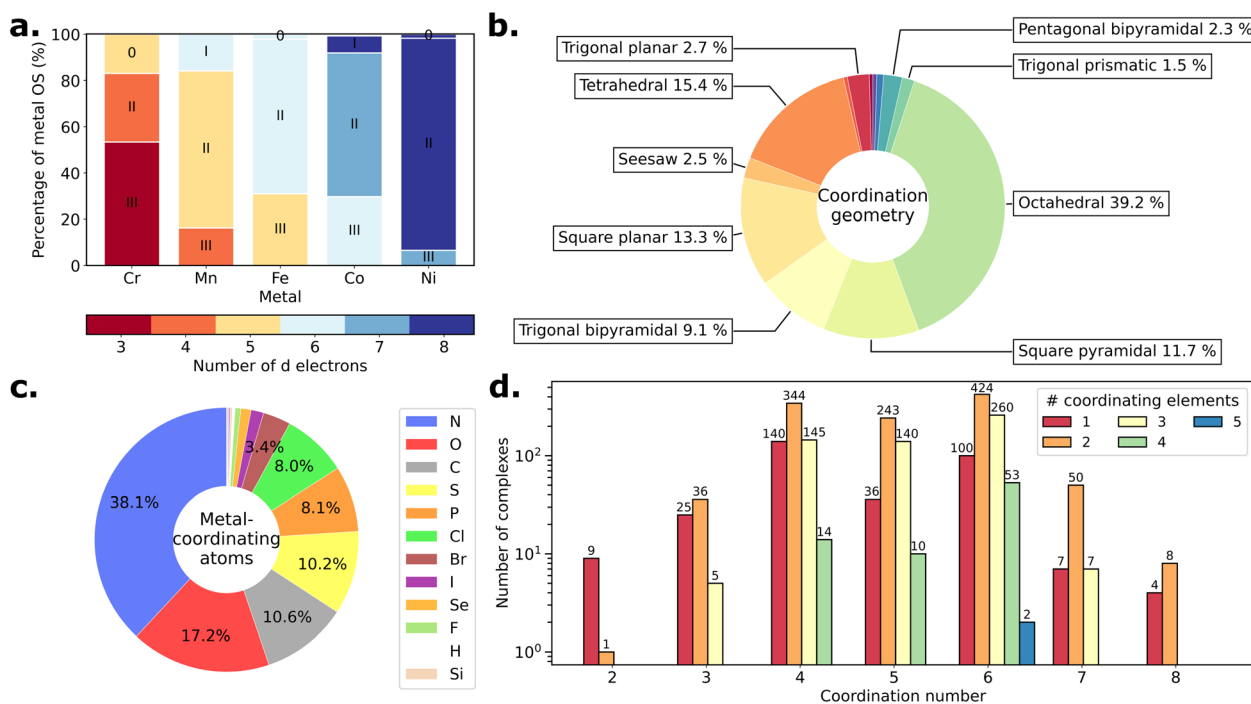 a.
Percentage of metal OS (%)
100
80
60
40
20
0
0
II
III
I
II
III
0
II
III
I
II
III
0
II
III
Cr Mn Fe Co Ni
Metal
3 4 5 6 7 8
Number of d electrons
b.
Trigonal planar 2.7 %
Tetrahedral 15.4 %
Seesaw 2.5 %
Square planar 13.3 %
Trigonal bipyramidal 9.1 %
Pentagonal bipyramidal 2.3 %
Trigonal prismatic 1.5 %
Octahedral 39.2 %
Square pyramidal 11.7 %
Coordination
geometry
c.
38.1%
17.2%
10.6%
10.2%
8.1%
8.0%
3.4%
Metal-
coordinating
atoms
N
O
C
S
P
Cl
Br
I
Se
F
H
Si
d.
Number of complexes
10²
10¹
10⁰
9 1
25 36 5
140 344 145 14
36 243 140 10
100 424 260 53 2
7 50 7
4 8
# coordinating elements
1 3 5
2 4
2 3 4 5 6 7 8
Coordination number